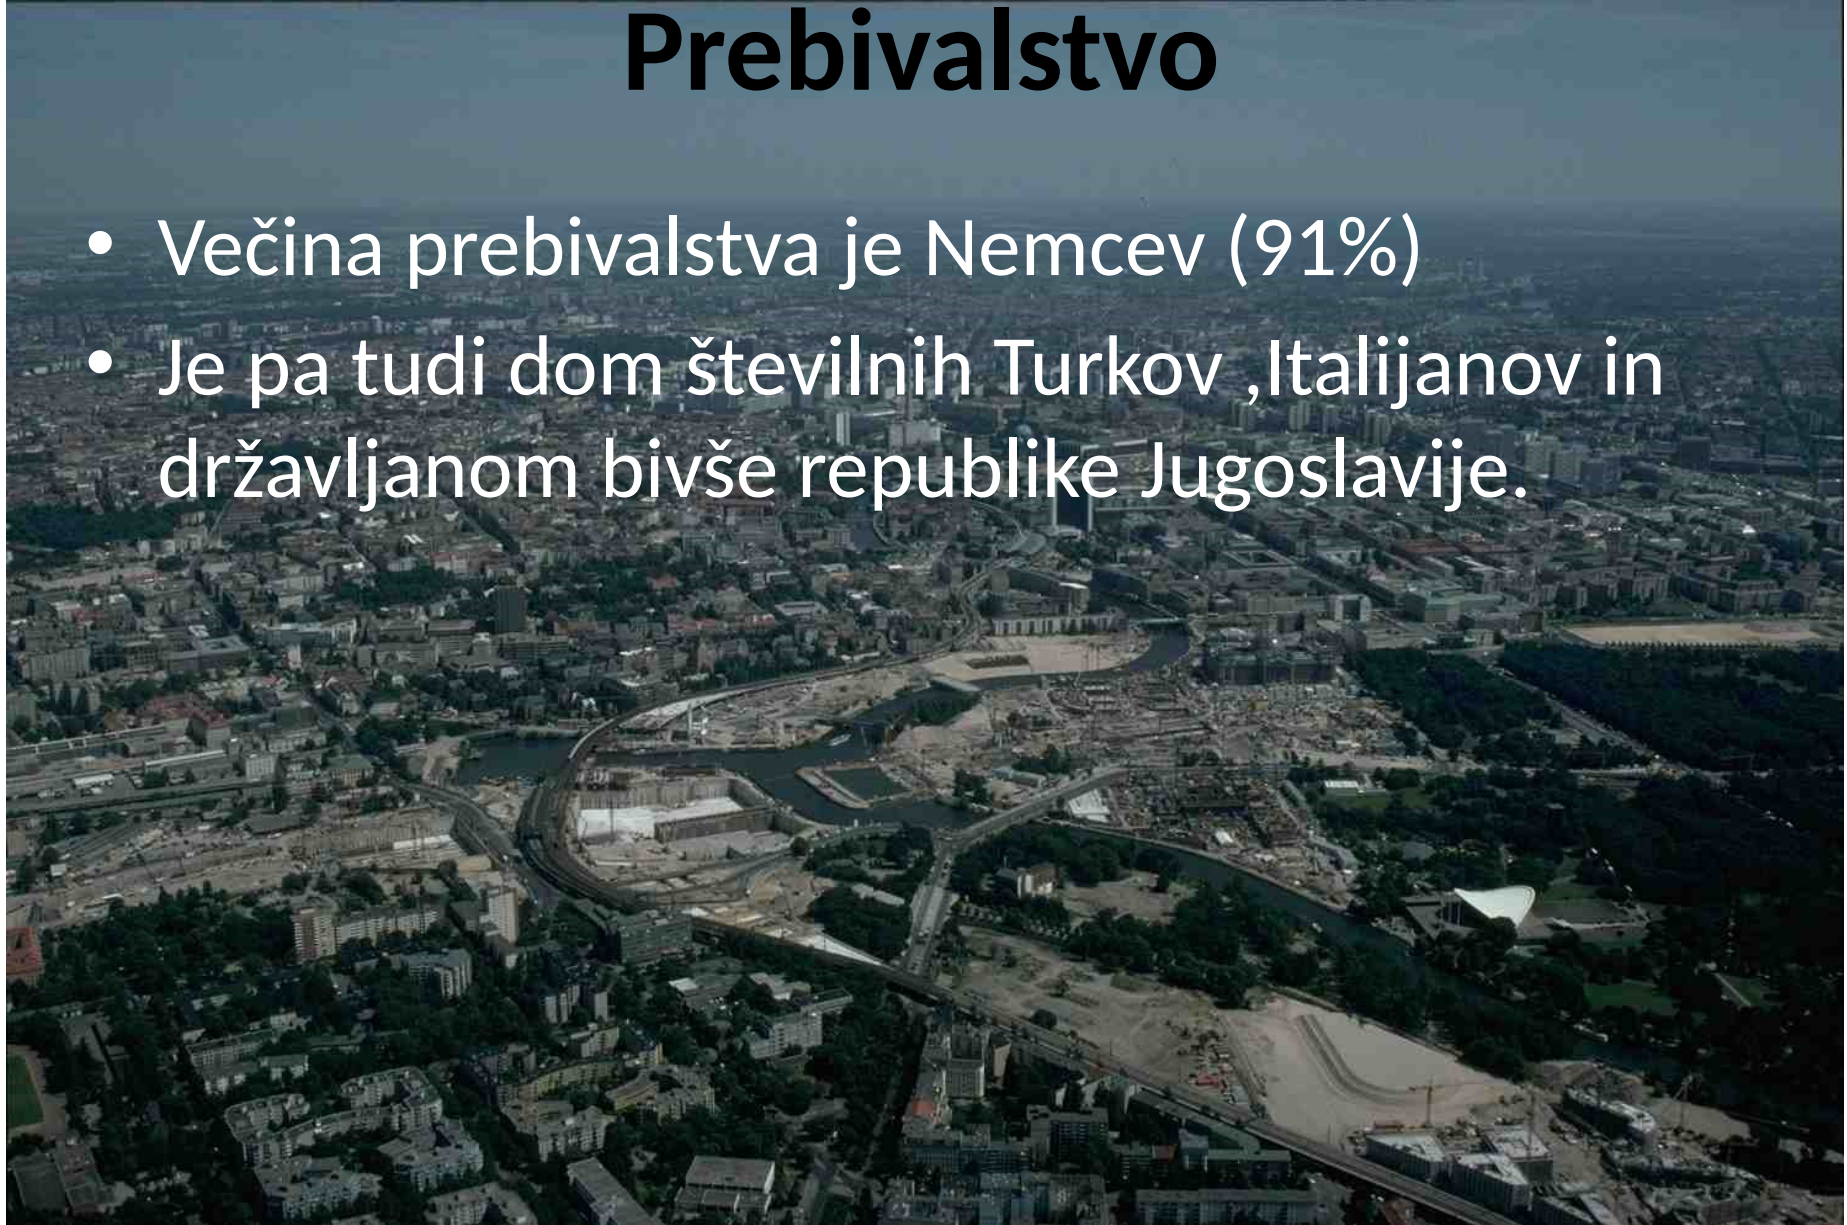 Prebivalstvo
• Večina prebivalstva je Nemcev (91%)
• Je pa tudi dom številnih Turkov ,Italijanov in
državljanom bivše republike Jugoslavije.